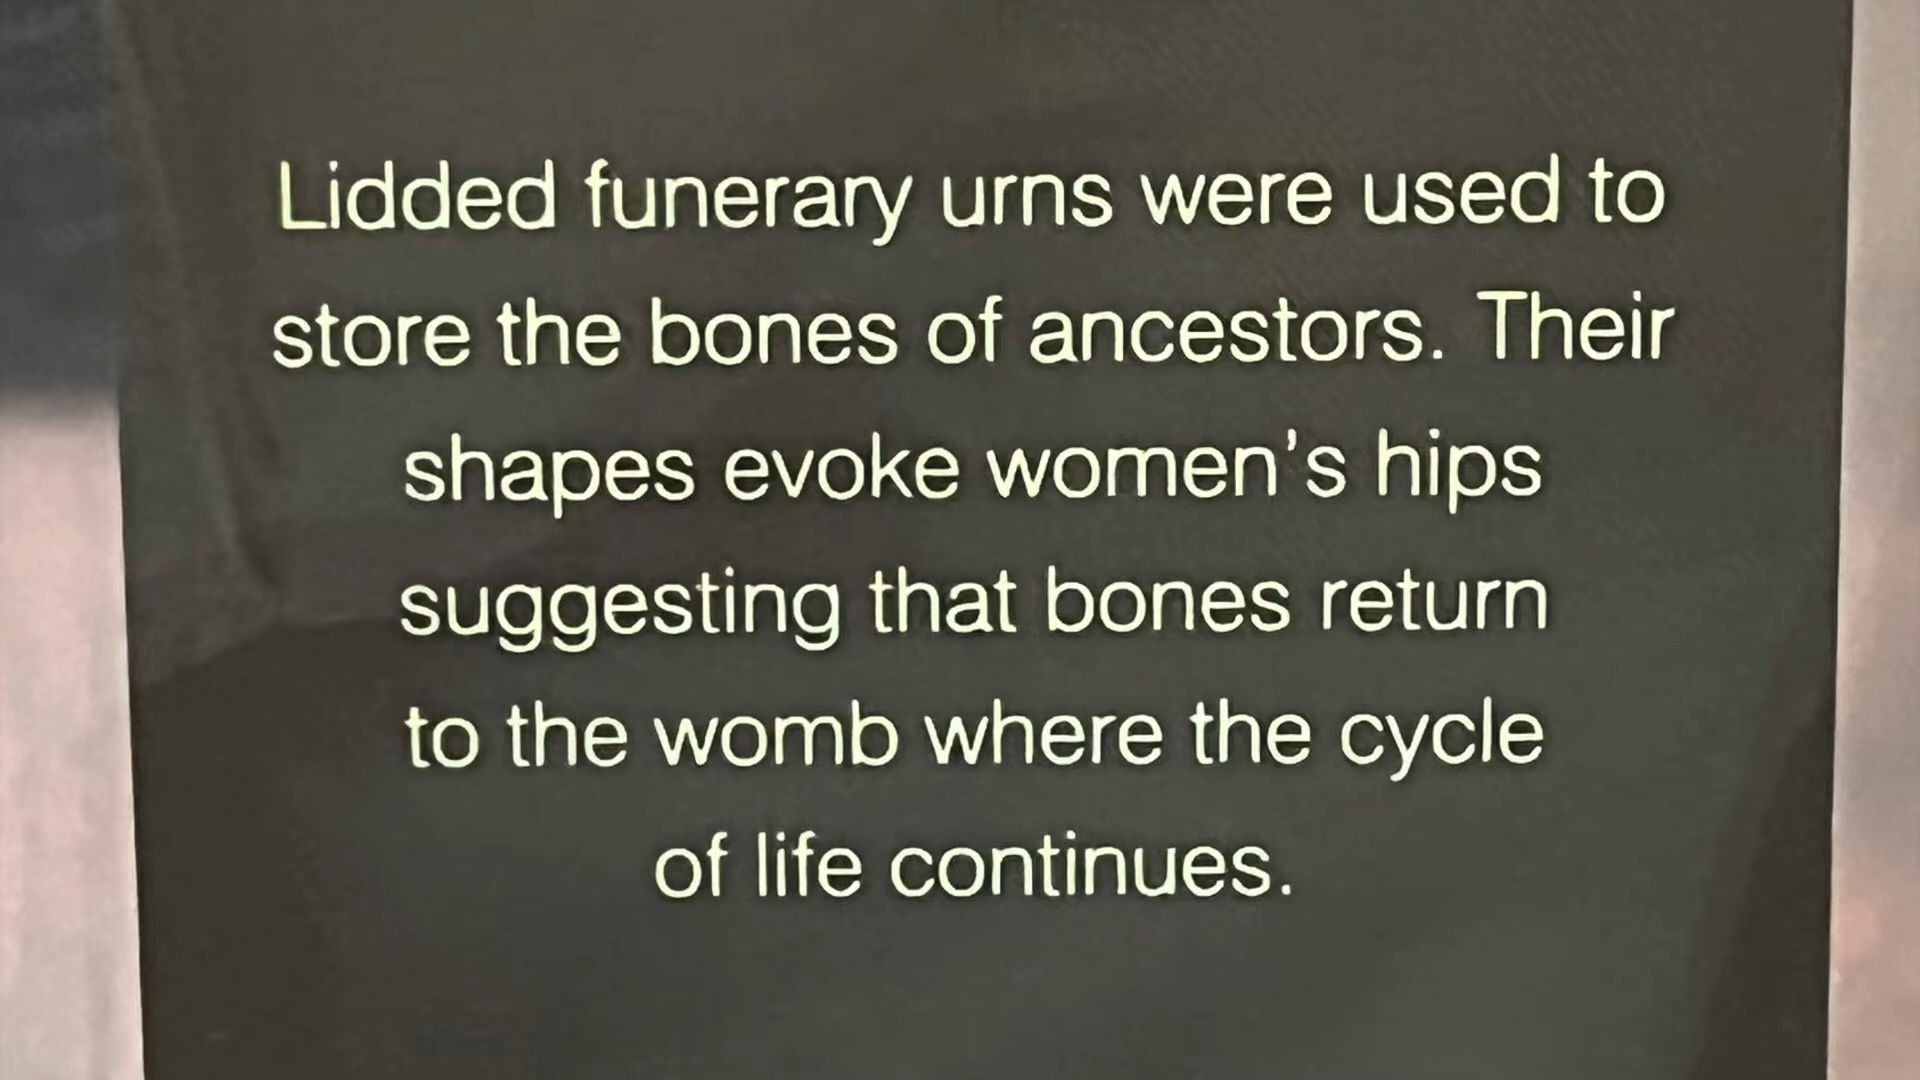 Lidded funerary urns were used to
store the bones of ancestors. Their
shapes evoke women's hips
suggesting that bones return
to the womb where the cycle
of life continues.